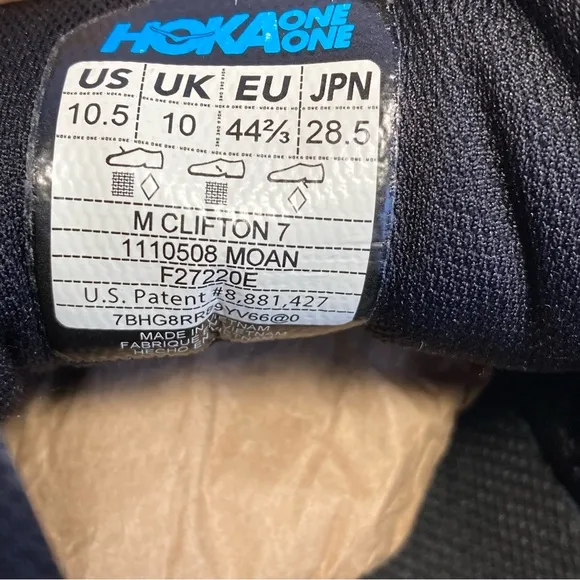 HOKA ONE ONE
US UK EU JPN
10.5 10 44⅔ 28.5
M CLIFTON 7
1110508 MOAN
F27220E
U.S. Patent #8,881,427
MADE IN